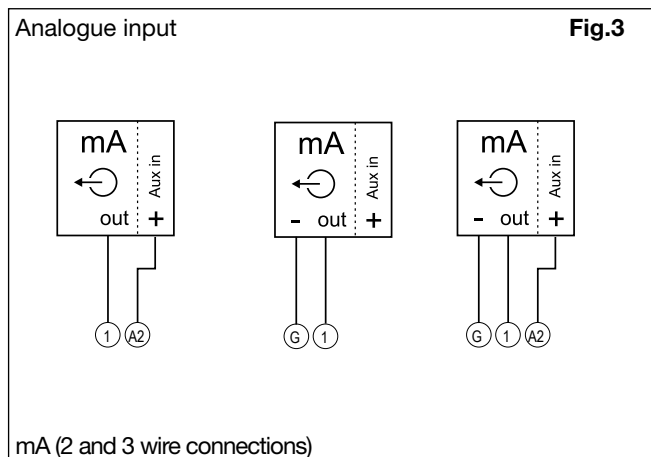 Analogue input Fig.3
mA mA mA
Aux in Aux in Aux in
out + - out + - out +
1 A2 G 1 G 1 A2
mA (2 and 3 wire connections)